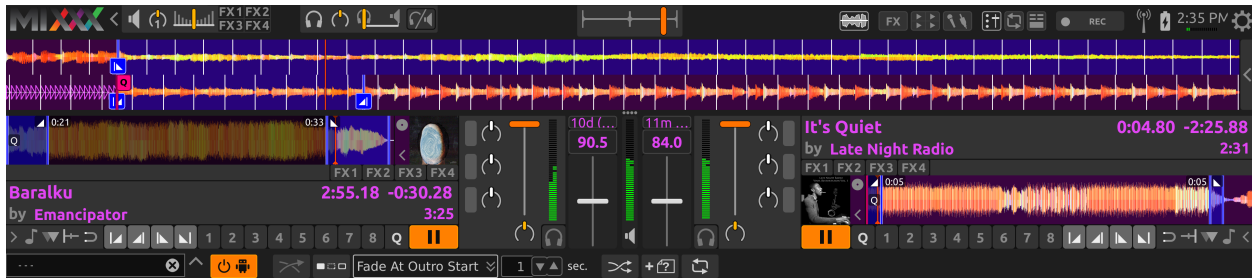 MIXXX
1
FX1 FX2
FX3 FX4
FX
REC
2:35 PM
Q
0:21
0:33
Q
FX1 FX2 FX3 FX4
Baralku
2:55.18 -0:30.28
by Emancipator
3:25
10d (...
11m ...
90.5
84.0
It's Quiet
0:04.80 -2:25.88
by Late Night Radio
2:31
FX1 FX2 FX3 FX4
0:05
0:05
Q
1 2 3 4 5 6 7 8 Q
Q 1 2 3 4 5 6 7 8
---
Fade At Outro Start
1
sec.
+